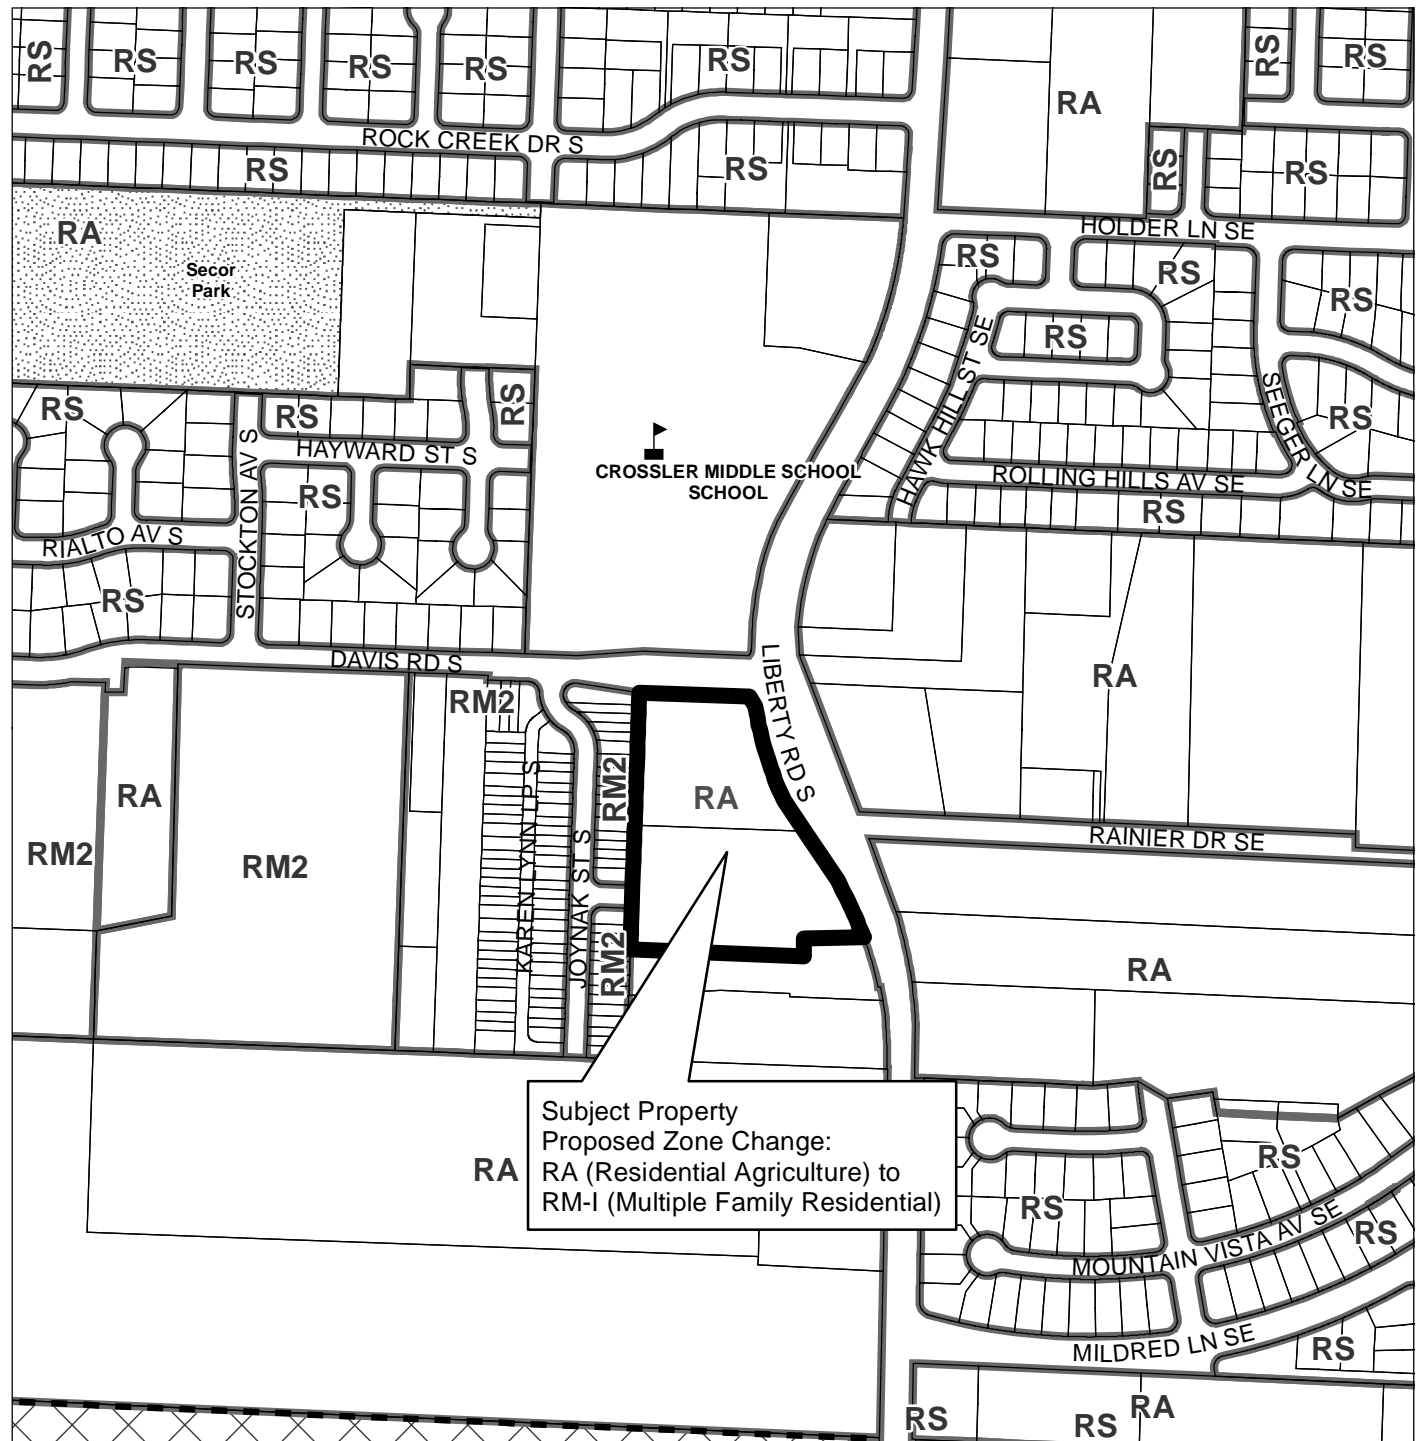 RS
RS
RS
RS
RS
RS
RS
RS
RA
ROCK CREEK DR S
RS
RS
RS
RS
RA
Secor
Park
HOLDER LN SE
RS
RS
RS
RS
HAWK HILL ST SE
SEEGER LN SE
RS
RS
RS
RS
STOCKTON AV S
HAYWARD ST S
CROSSLER MIDDLE SCHOOL
SCHOOL
ROLLING HILLS AV SE
RS
RS
RIALTO AV S
RS
DAVIS RD S
LIBERTY RD S
RA
RM2
RA
RM2
RA
RAINIER DR SE
RM2
RM2
KAREN LYNN LP S
JOYNAK ST S
RM2
RA
Subject Property
Proposed Zone Change:
RA (Residential Agriculture) to
RM-I (Multiple Family Residential)
RA
RS
RS
RS
MOUNTAIN VISTA AV SE
MILDRED LN SE
RS
RS
RS
RA